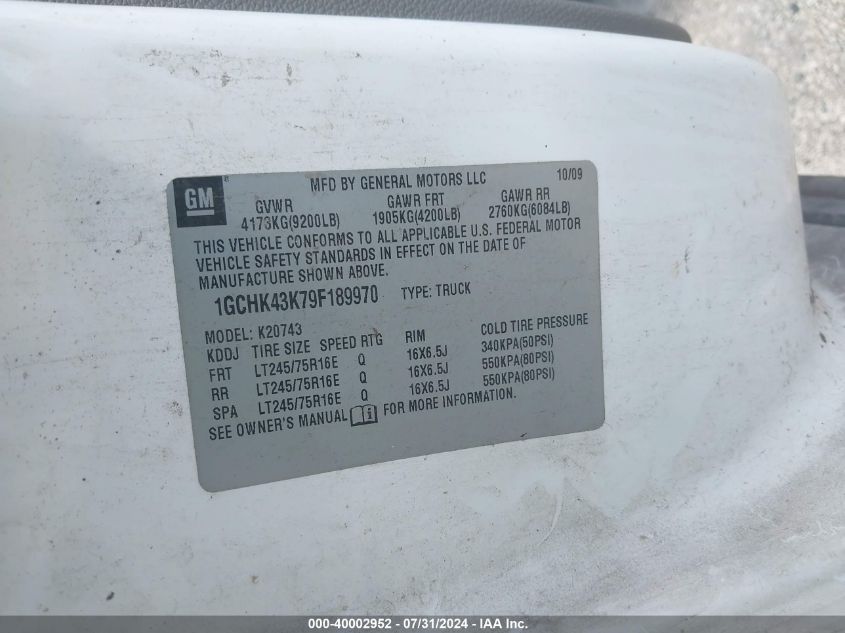 GM ® MFD BY GENERAL MOTORS LLC 10/09
GVWR GAWR FRT GAWR RR
4173KG(9200LB) 1905KG(4200LB) 2760KG(6084LB)
THIS VEHICLE CONFORMS TO ALL APPLICABLE U.S. FEDERAL MOTOR
VEHICLE SAFETY STANDARDS IN EFFECT ON THE DATE OF
MANUFACTURE SHOWN ABOVE.
1GCHK43K79F189970 TYPE: TRUCK
MODEL: K20743
KDDJ TIRE SIZE SPEED RTG RIM COLD TIRE PRESSURE
FRT LT245/75R16E Q 16X6.5J 340KPA(50PSI)
RR LT245/75R16E Q 16X6.5J 550KPA(80PSI)
SPA LT245/75R16E Q 16X6.5J 550KPA(80PSI)
SEE OWNER'S MANUAL i FOR MORE INFORMATION.
000-40002952 - 07/31/2024 - IAA Inc.